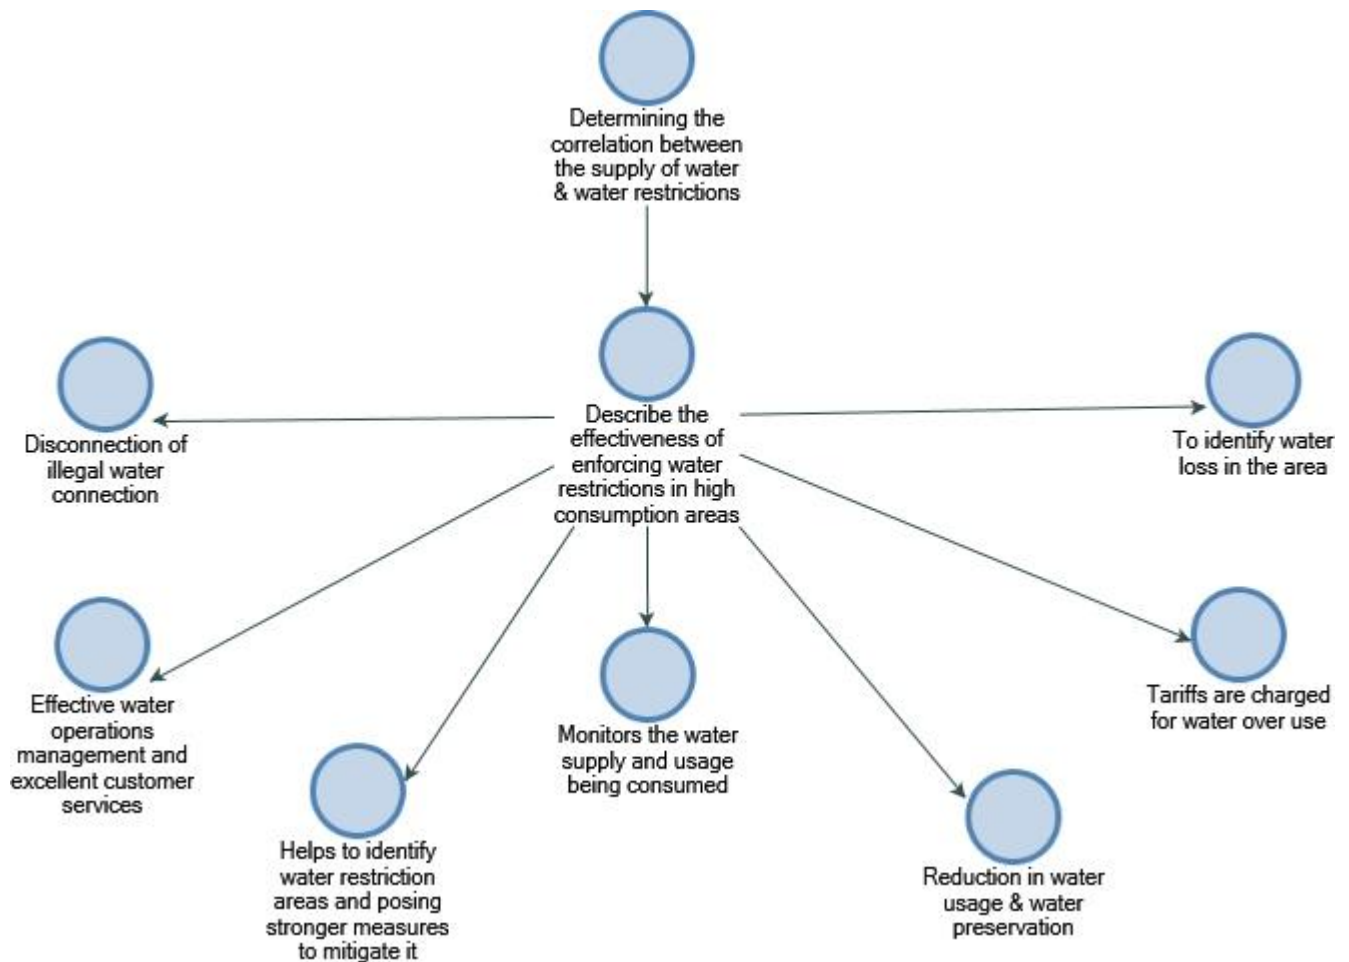 Determining the
correlation between
the supply of water
& water restrictions
Describe the
effectiveness of
enforcing water
restrictions in high
consumption areas
Disconnection of
illegal water
connection
To identify water
loss in the area
Effective water
operations
management and
excellent customer
services
Helps to identify
water restriction
areas and posing
stronger measures
to mitigate it
Monitors the water
supply and usage
being consumed
Reduction in water
usage & water
preservation
Tariffs are charged
for water over use